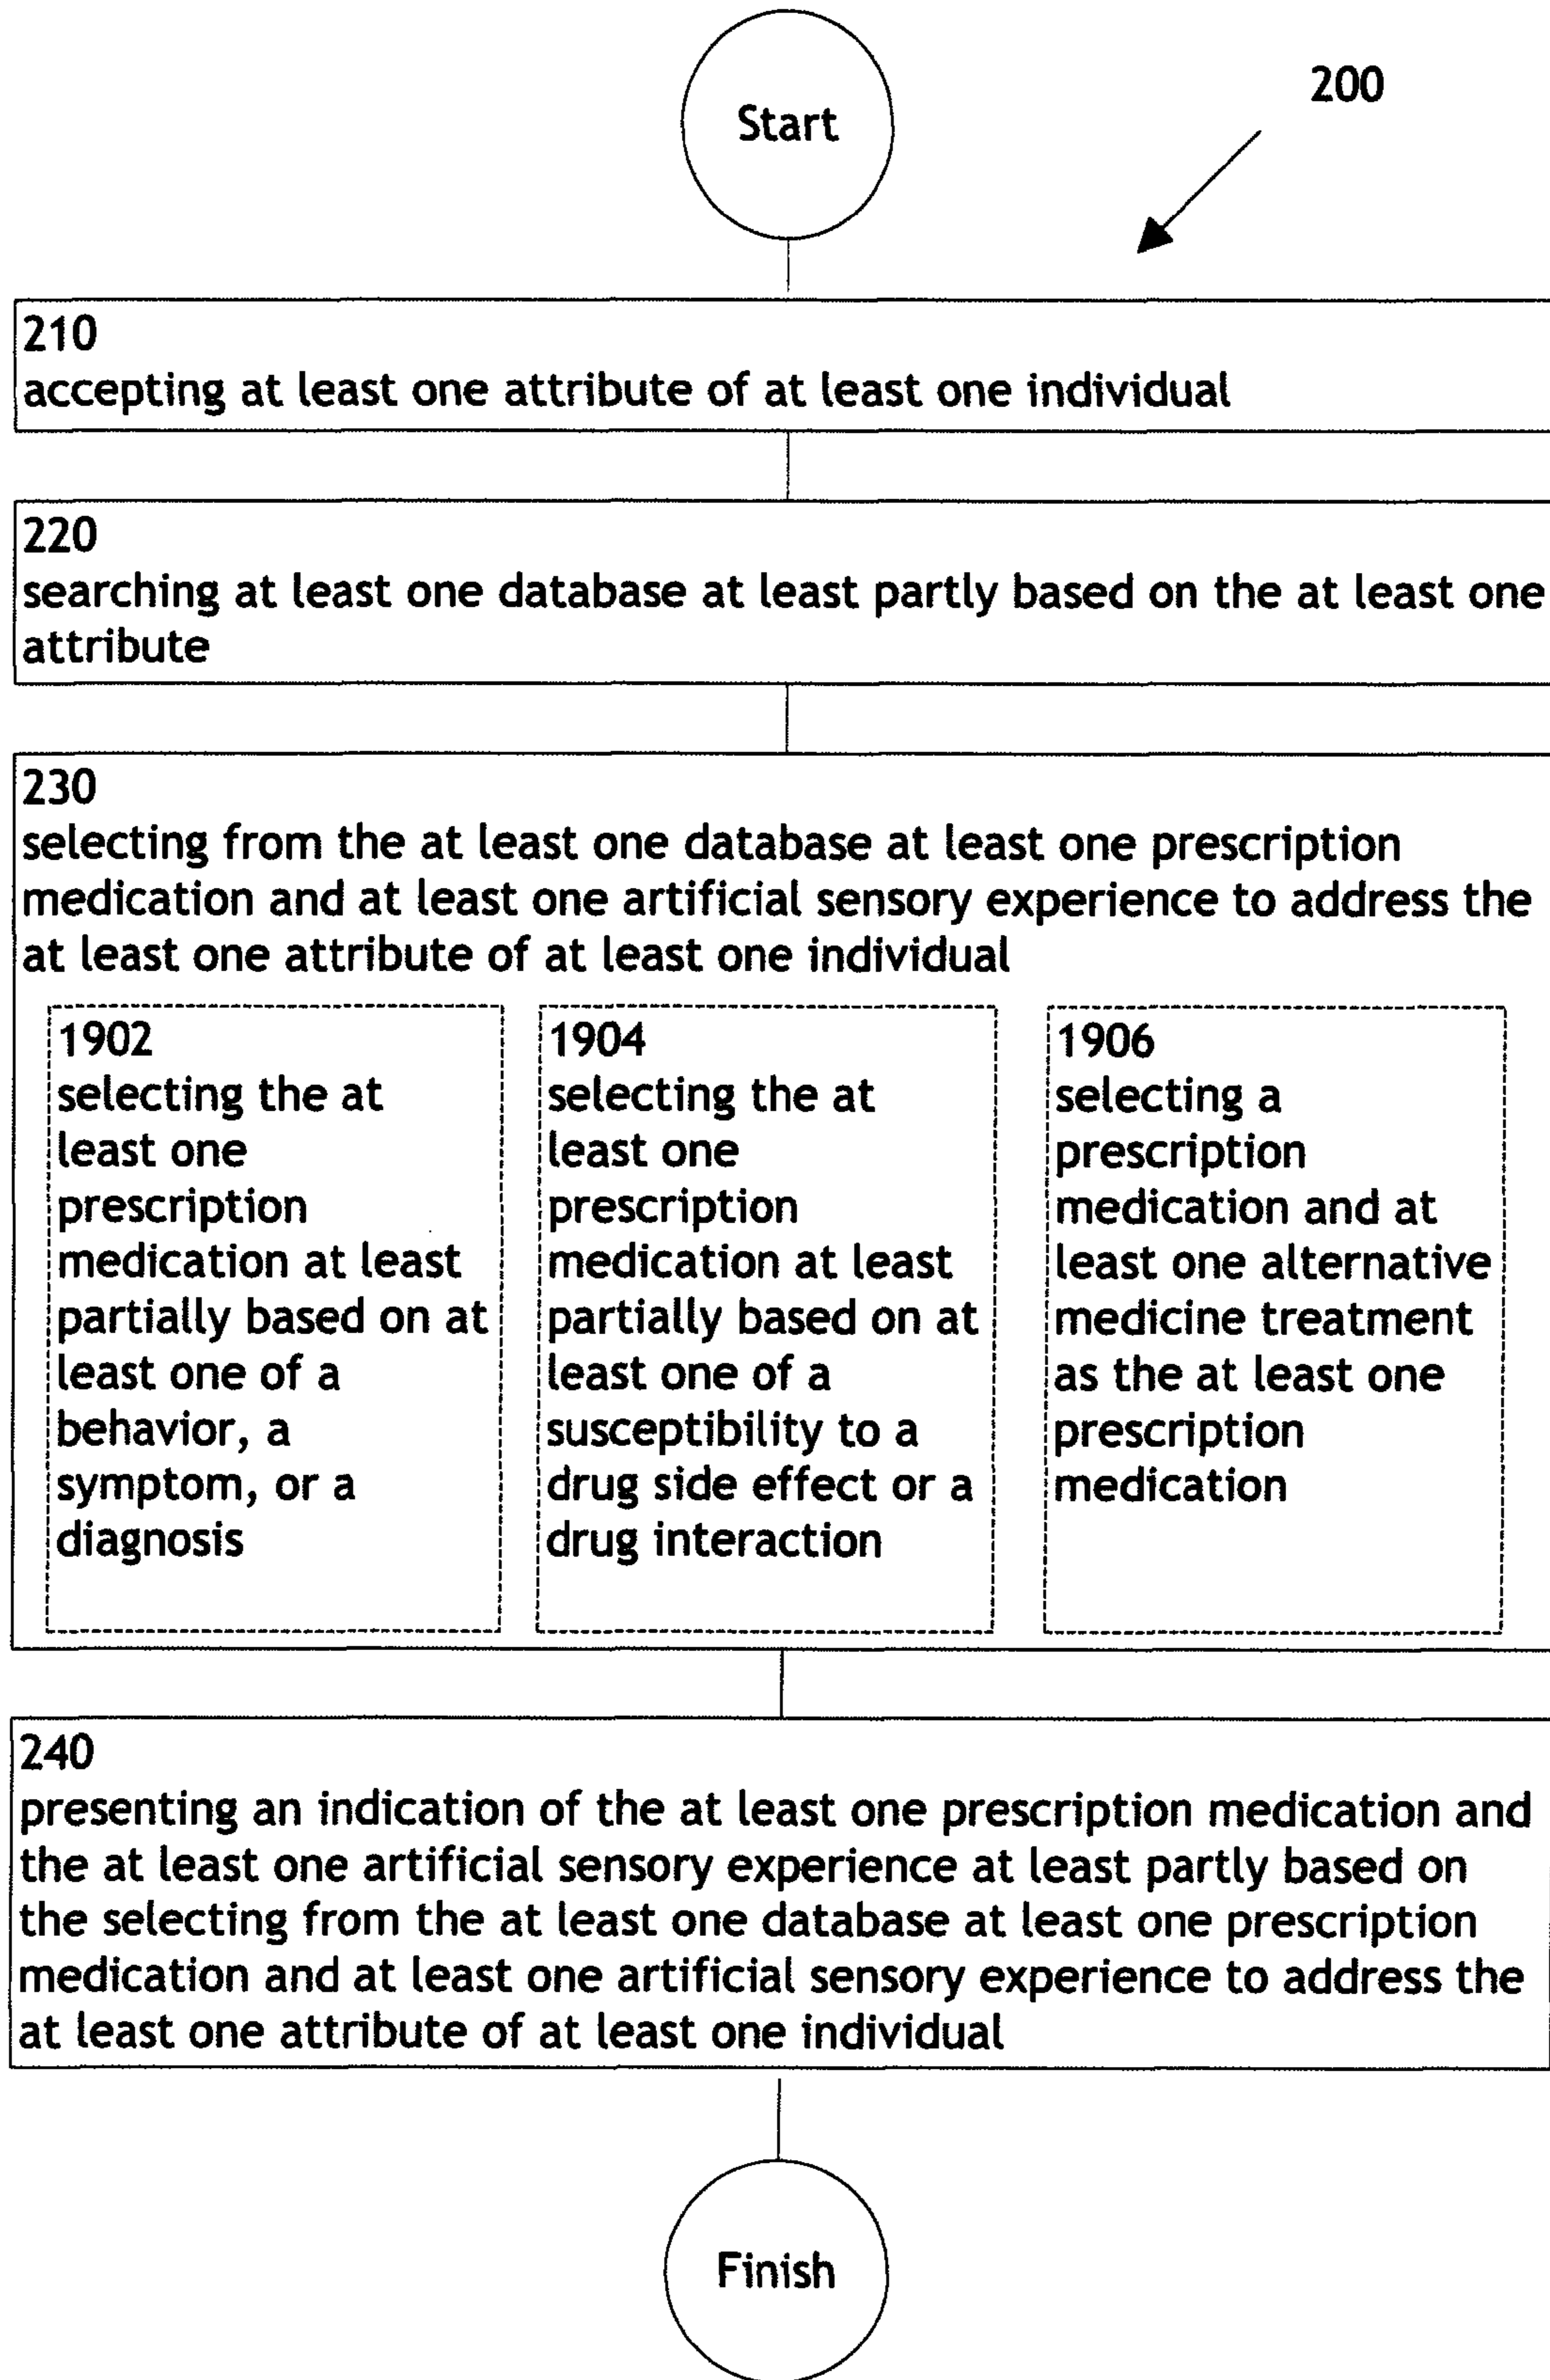 Start
200
210
accepting at least one attribute of at least one individual
220
searching at least one database at least partly based on the at least one
attribute
230
selecting from the at least one database at least one prescription
medication and at least one artificial sensory experience to address the
at least one attribute of at least one individual
1902
selecting the at
least one
prescription
medication at least
partially based on at
least one of a
behavior, a
symptom, or a
diagnosis
1904
selecting the at
least one
prescription
medication at least
partially based on at
least one of a
susceptibility to a
drug side effect or a
drug interaction
1906
selecting a
prescription
medication and at
least one alternative
medicine treatment
as the at least one
prescription
medication
240
presenting an indication of the at least one prescription medication and
the at least one artificial sensory experience at least partly based on
the selecting from the at least one database at least one prescription
medication and at least one artificial sensory experience to address the
at least one attribute of at least one individual
Finish